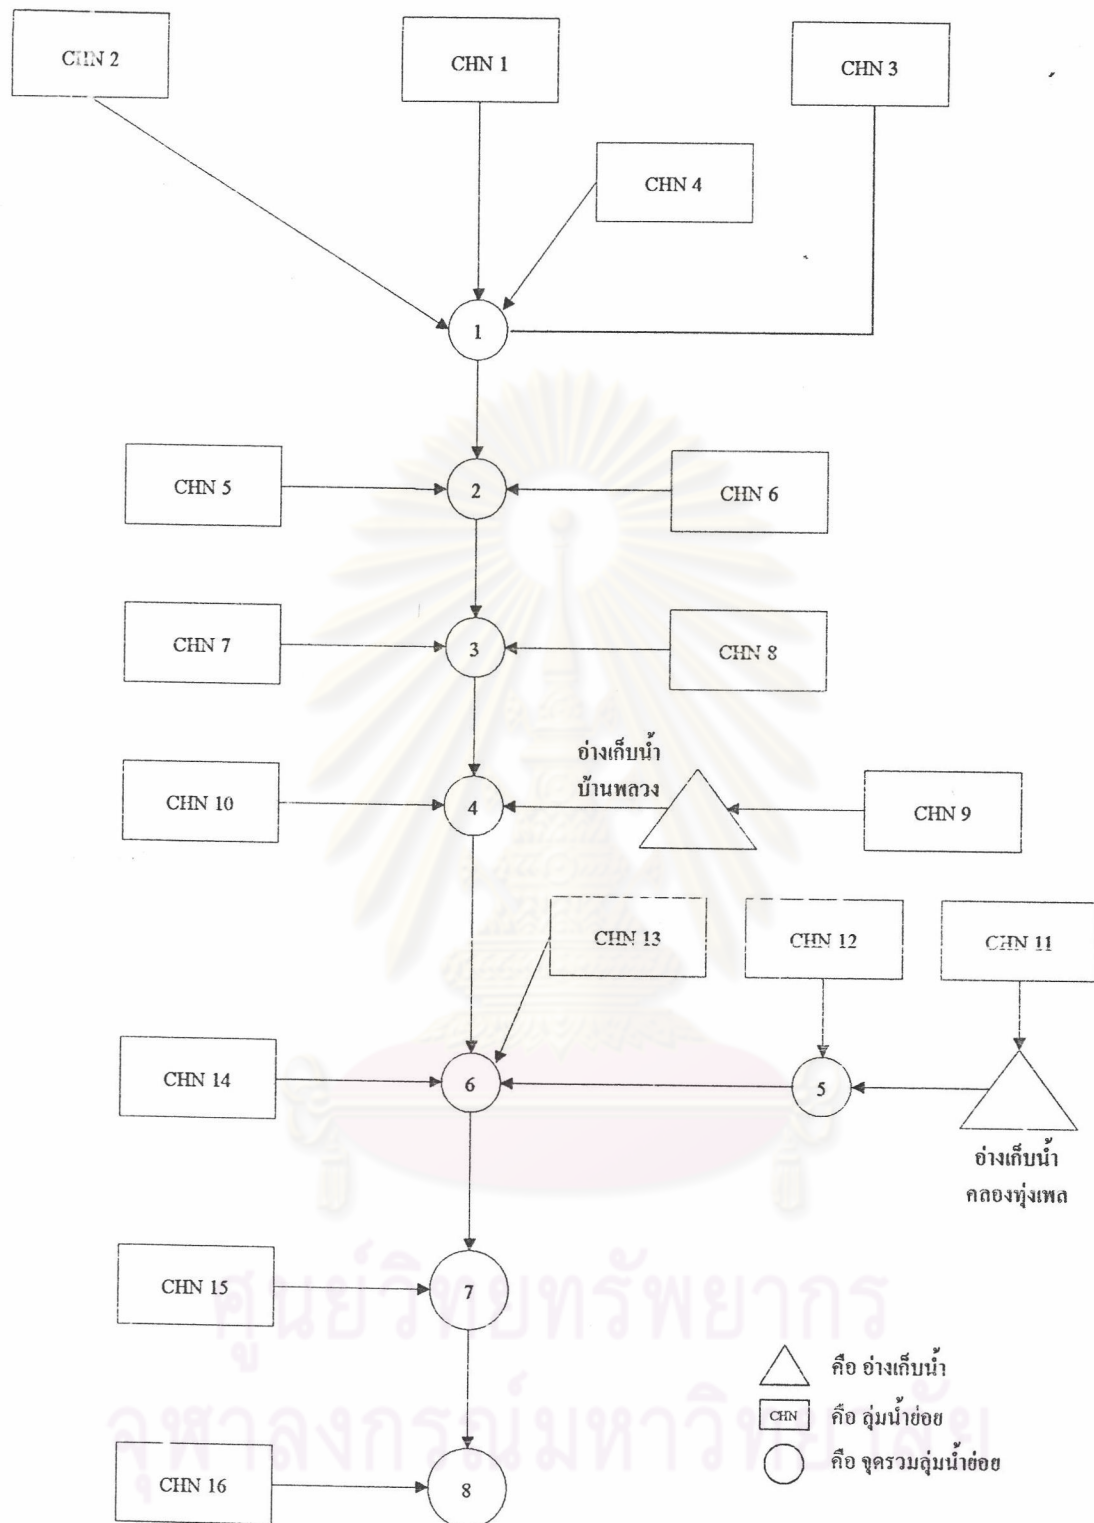 CHN 2
CHN 1
CHN 3
CHN 4
1
CHN 5
2
CHN 6
CHN 7
3
CHN 8
อ่างเก็บน้ำ
บ้านพลวง
CHN 10
4
CHN 9
CHN 13
CHN 12
CHN 11
CHN 14
6
5
อ่างเก็บน้ำ
คลองทุ่งเพล
CHN 15
7
ศูนย์วิทยทรัพยากร
คือ อ่างเก็บน้ำ
CHN คือ ลุ่มน้ำย่อย
จุฬาลงกรณ์มหาวิทยาลัย
คือ จุดรวมลุ่มน้ำย่อย
CHN 16
8